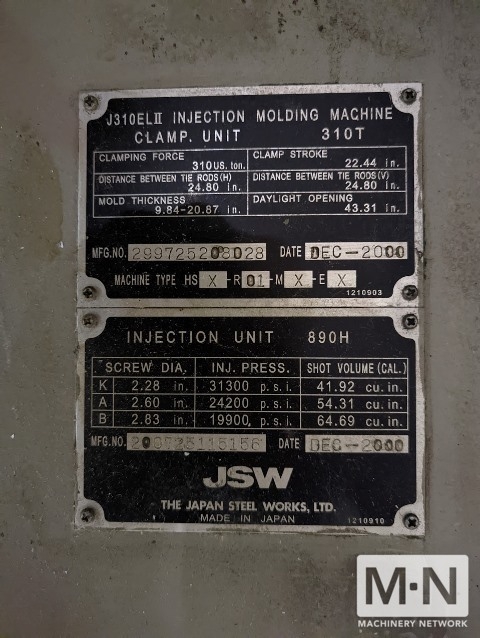 J310ELⅡ INJECTION MOLDING MACHINE
CLAMP. UNIT 310T
CLAMPING FORCE 310US. ton. CLAMP STROKE 22.44 in.
DISTANCE BETWEEN TIE RODS(H) 24.80 in. DISTANCE BETWEEN TIE RODS(V) 24.80 in.
MOLD THICKNESS 9.84-20.87 in. DAYLIGHT OPENING 43.31 in.
MFG.NO. 299725208028 DATE DEC-2000
MACHINE TYPE HS X-R 01-M X-E X
1210903
INJECTION UNIT 890H
SCREW DIA. INJ. PRESS. SHOT VOLUME (CAL.)
K 2.28 in. 31300 p.s.i. 41.92 cu.in.
A 2.60 in. 24200 p.s.i. 54.31 cu.in.
B 2.83 in. 19900 p.s.i. 64.69 cu.in.
MFG.NO. DATE DEC-2000
JSW
THE JAPAN STEEL WORKS, LTD.
MADE IN JAPAN 1210910
M·N
MACHINERY NETWORK